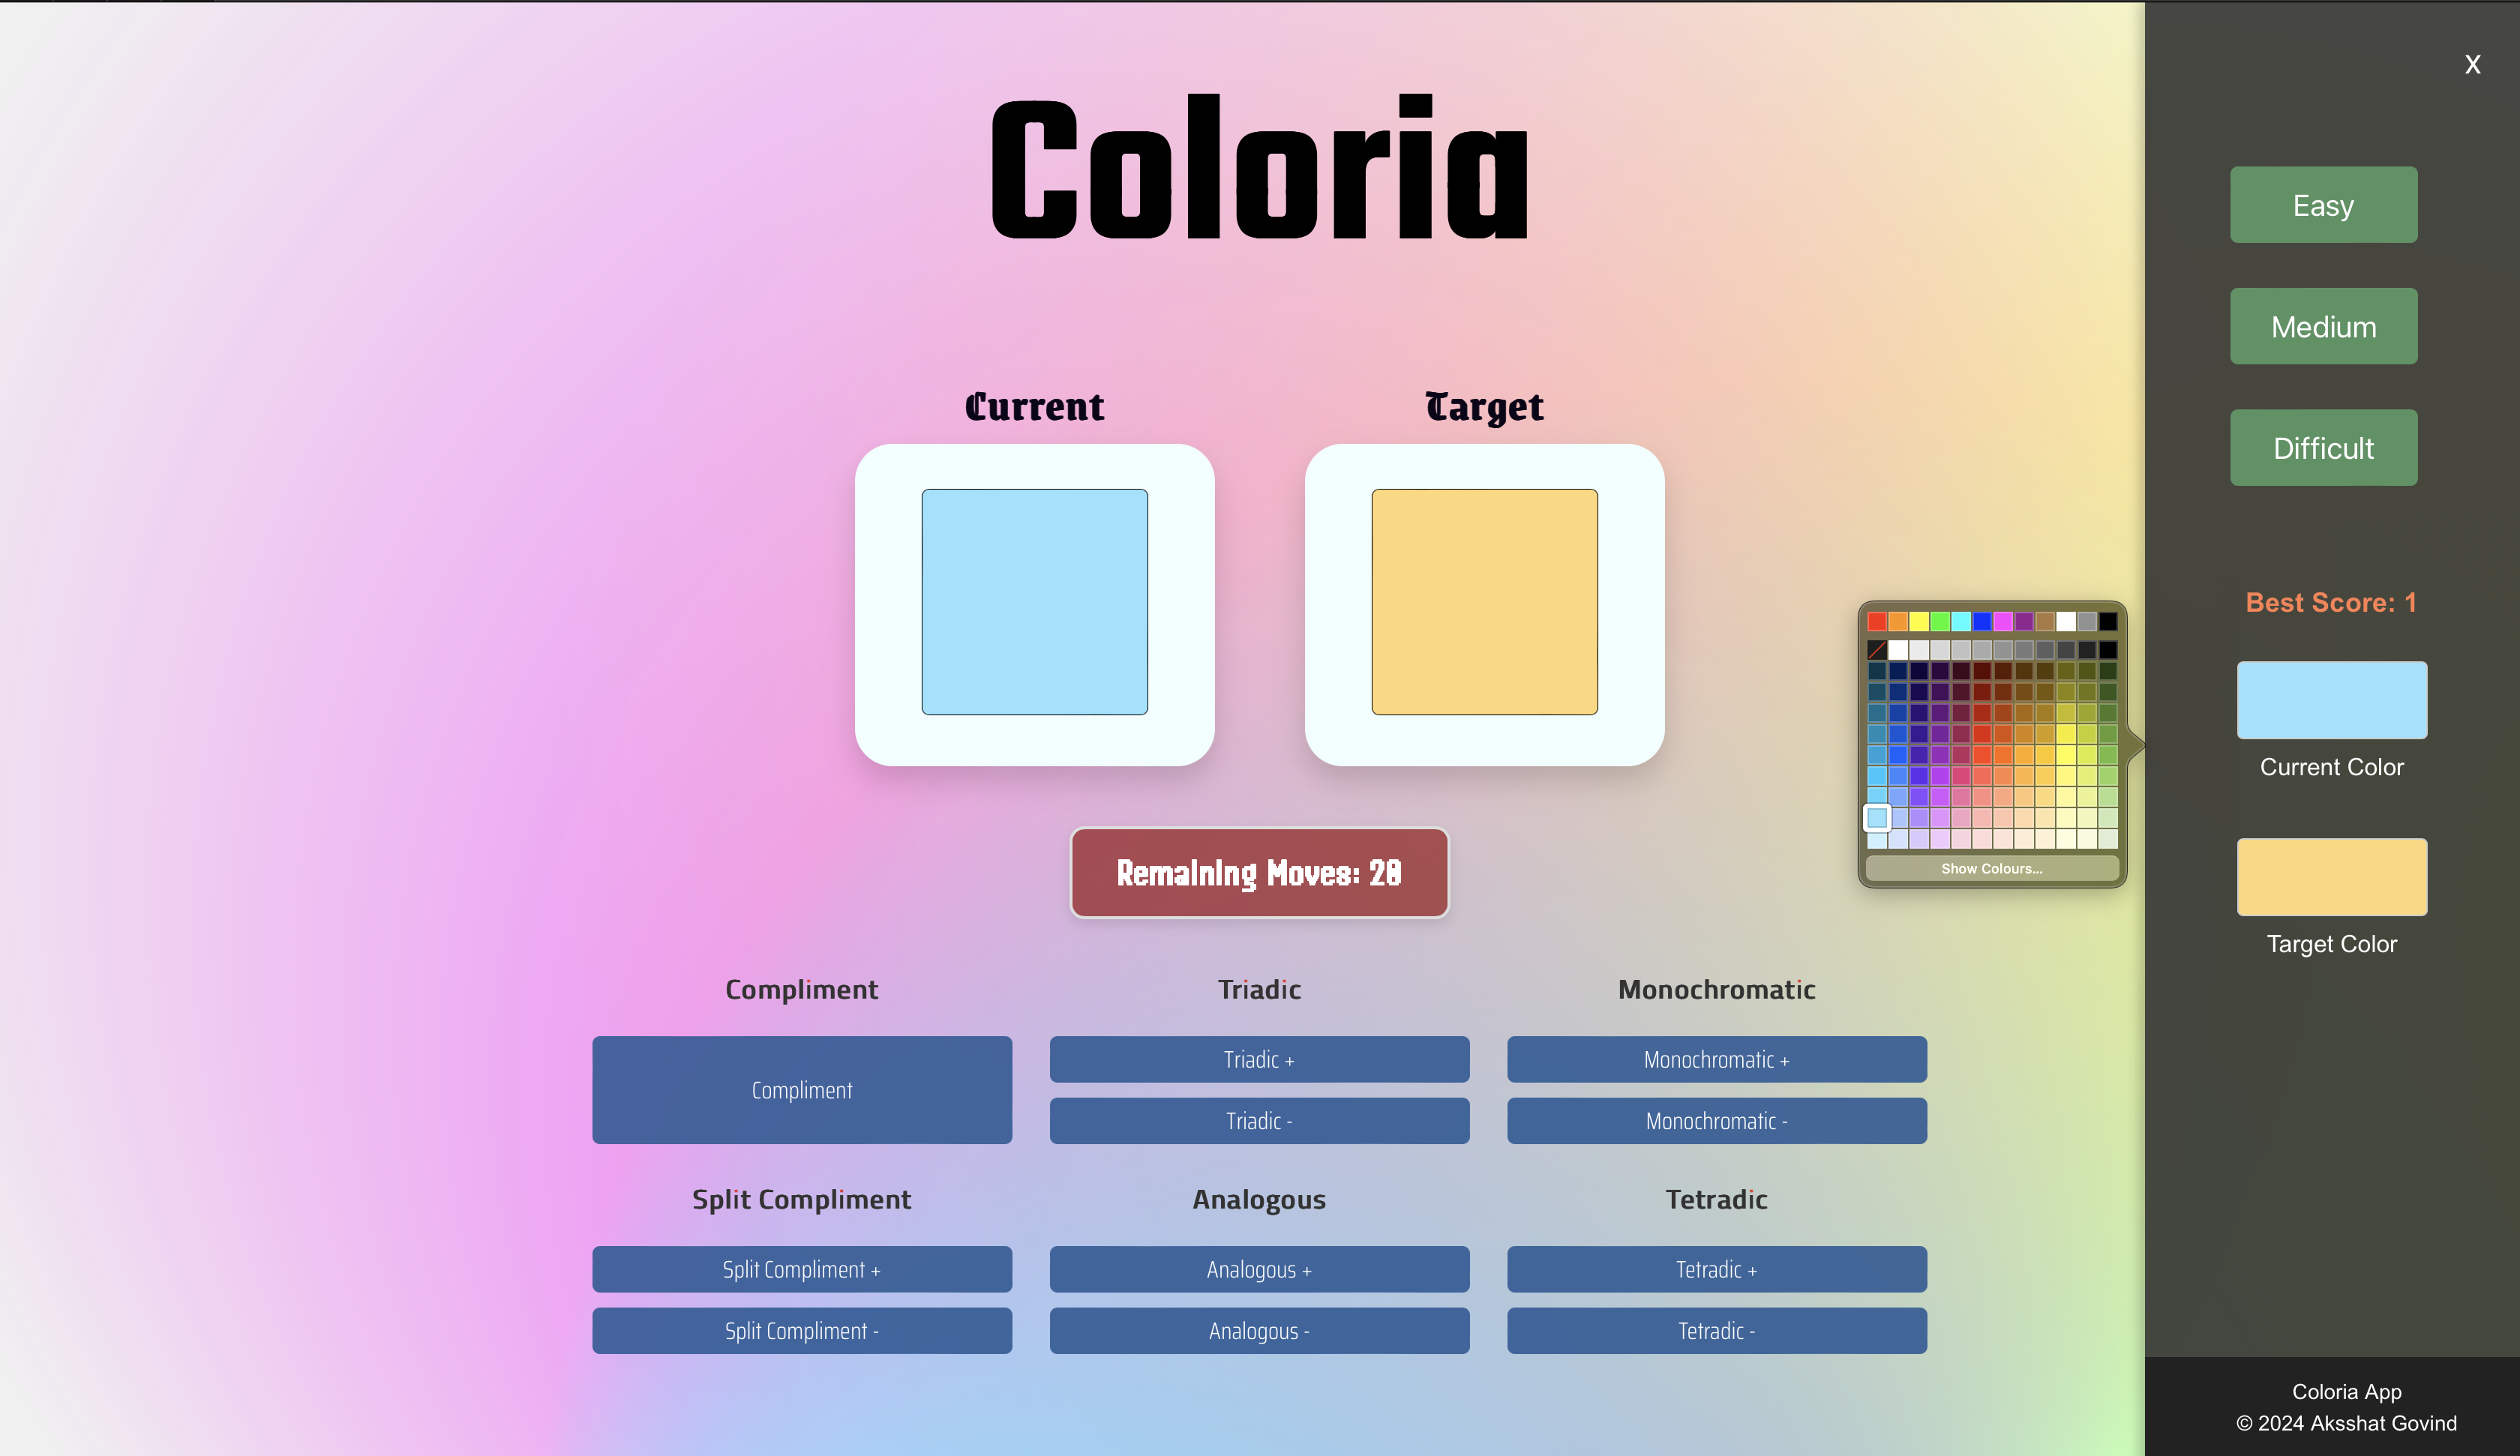 Coloria
Current
Target
Remaining Moves: 20
Compliment
Triadic
Monochromatic
Compliment
Triadic +
Triadic -
Monochromatic +
Monochromatic -
Split Compliment
Analogous
Tetradic
Split Compliment +
Split Compliment -
Analogous +
Analogous -
Tetradic +
Tetradic -
Show Colours...
X
Easy
Medium
Difficult
Best Score: 1
Current Color
Target Color
Coloria App
© 2024 Aksshat Govind